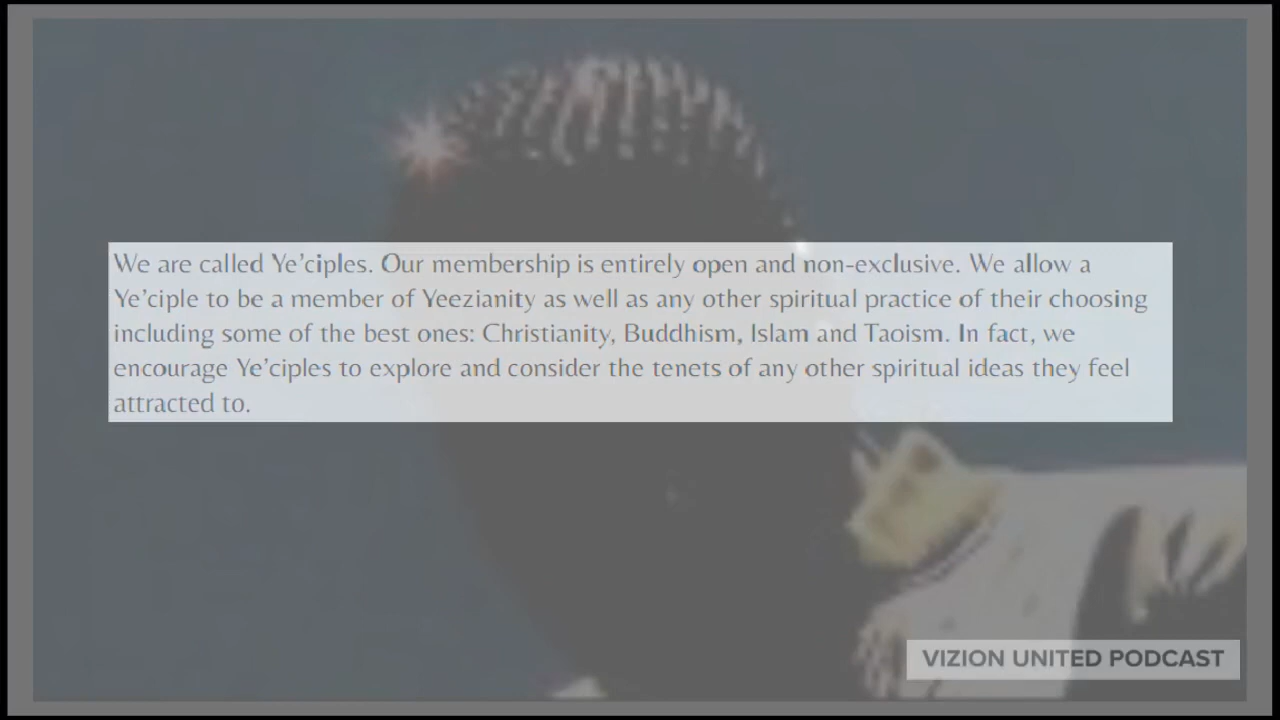 We are called Ye'ciples. Our membership is entirely open and non-exclusive. We allow a
Ye'ciple to be a member of Yeezianity as well as any other spiritual practice of their choosing
including some of the best ones: Christianity, Buddhism, Islam and Taoism. In fact, we
encourage Ye'ciples to explore and consider the tenets of any other spiritual ideas they feel
attracted to.
VIZION UNITED PODCAST